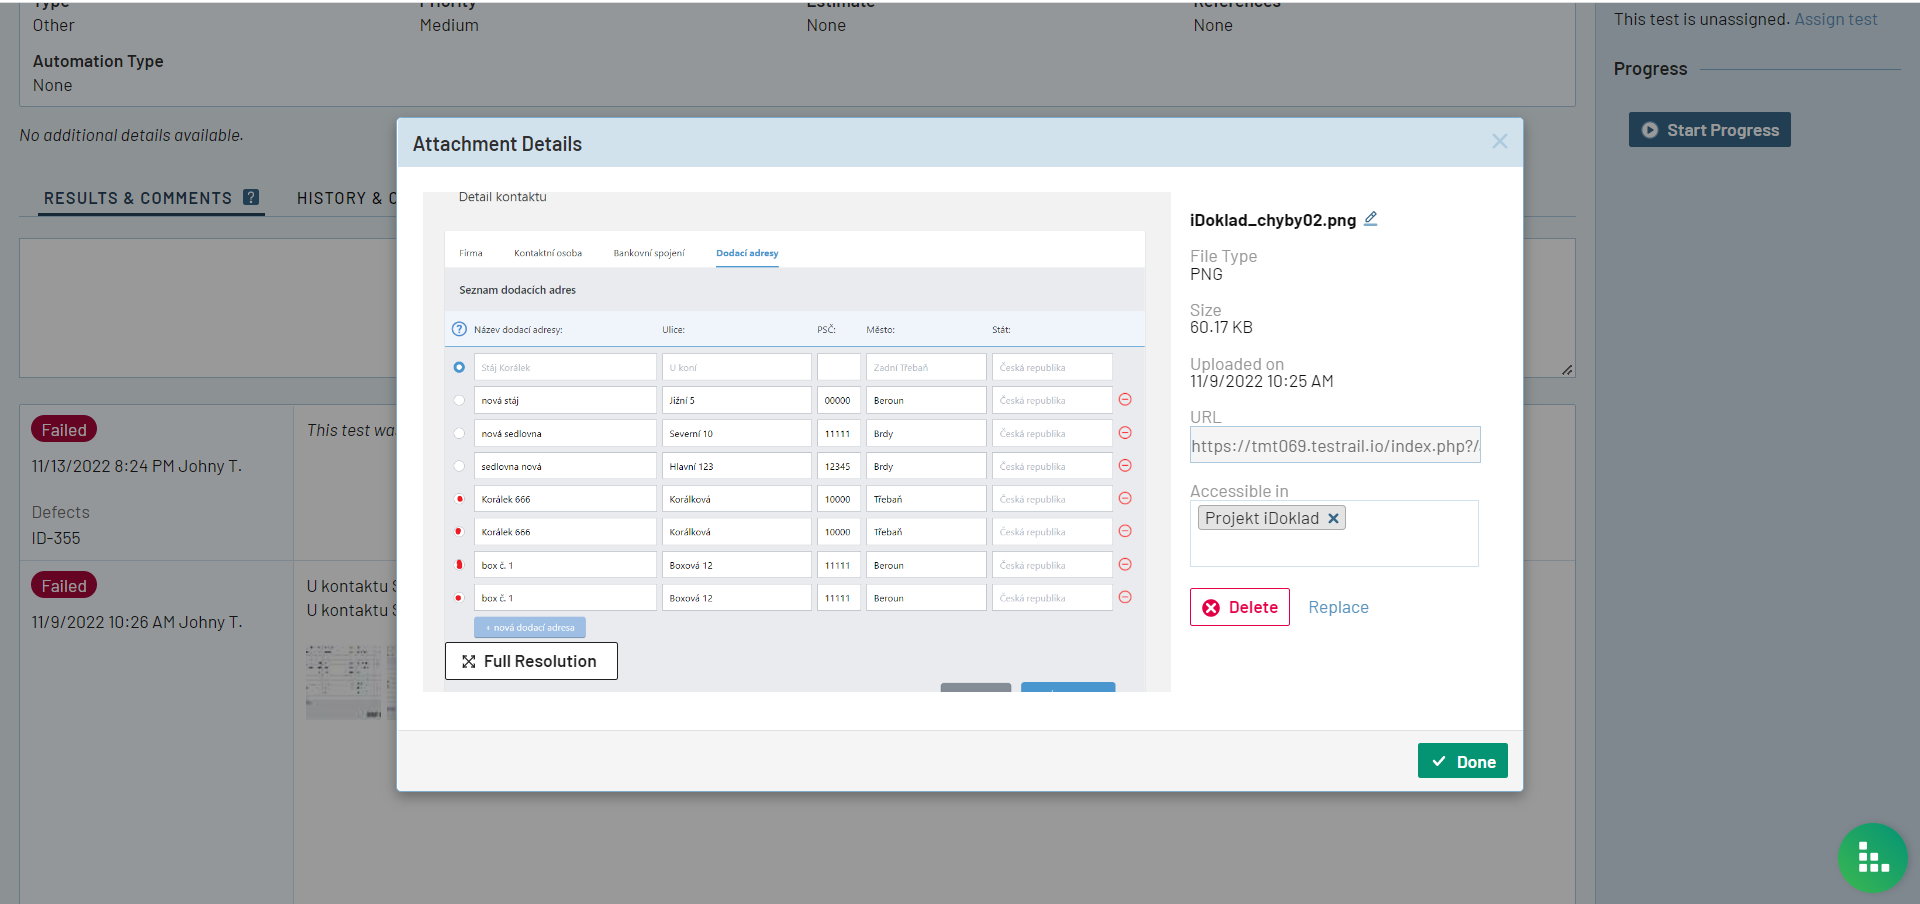 Type
Priority
Estimate
References
Other
Medium
None
None
Automation Type
None
No additional details available.
RESULTS & COMMENTS ?
HISTORY & C
This test is unassigned. Assign test
Progress
Start Progress
Failed
11/13/2022 8:24 PM Johny T.
Defects
ID-355
This test wa
Failed
11/9/2022 10:26 AM Johny T.
U kontaktu S
U kontaktu S
Attachment Details
Detail kontaktu
Firma
Kontaktní osoba
Bankovní spojení
Dodací adresy
Seznam dodacích adres
? Název dodací adresy:
Ulice:
PSČ:
Město:
Stát:
Stáj Korálek
U koní
Zadní Třebaň
Česká republika
nová stáj
Jižní 5
00000
Beroun
Česká republika
nová sedlovna
Severní 10
11111
Brdy
Česká republika
sedlovna nová
Hlavní 123
12345
Brdy
Česká republika
Korálek 666
Korálková
10000
Třebaň
Česká republika
Korálek 666
Korálková
10000
Třebaň
Česká republika
box č. 1
Boxová 12
11111
Beroun
Česká republika
box č. 1
Boxová 12
11111
Beroun
Česká republika
+ nová dodací adresa
Full Resolution
iDoklad_chyby02.png
File Type
PNG
Size
60.17 KB
Uploaded on
11/9/2022 10:25 AM
URL
https://tmt069.testrail.io/index.php?/
Accessible in
Projekt iDoklad
Delete
Replace
Done